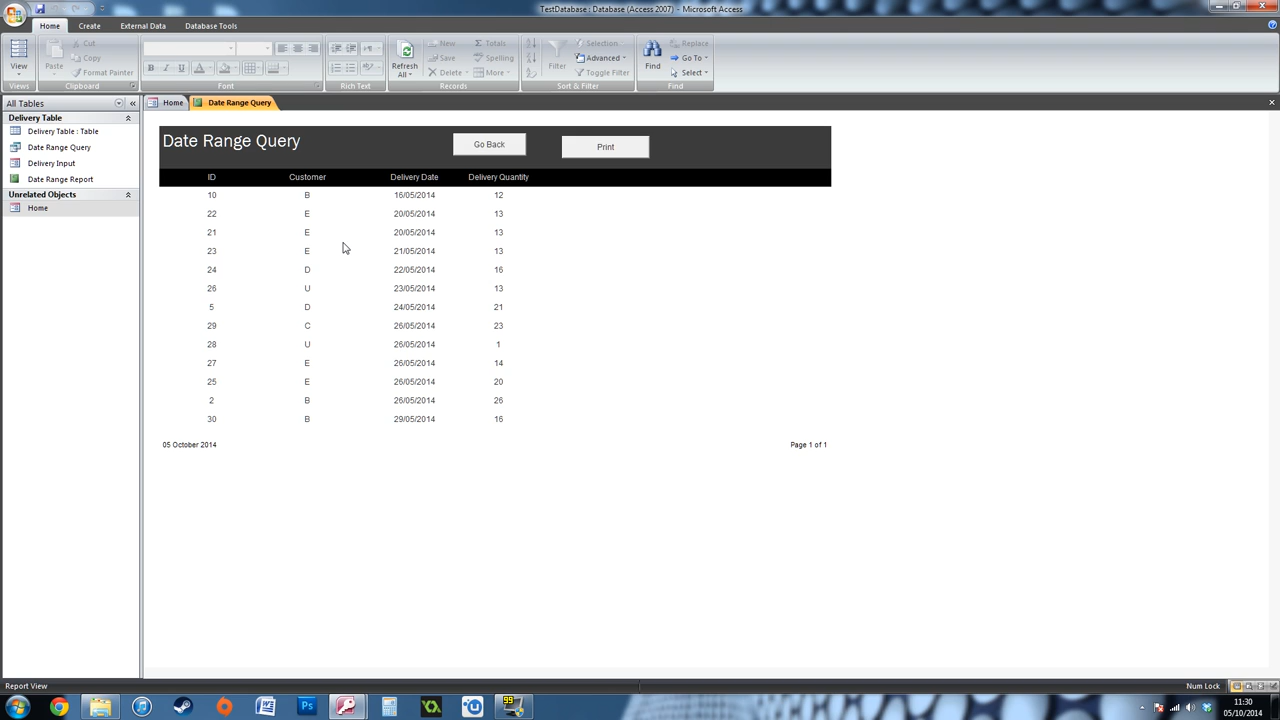 TestDatabase : Database (Access 2007) - Microsoft Access
Home Create External Data Database Tools
View
Views
Paste
Cut
Copy
Format Painter
Clipboard
Font
Rich Text
Refresh All
New
Save
Delete
Totals
Spelling
More
Records
Filter
Selection
Advanced
Toggle Filter
Sort & Filter
Find
Replace
Go To
Select
Find
All Tables
Delivery Table
Delivery Table : Table
Date Range Query
Delivery Input
Date Range Report
Unrelated Objects
Home
Home Date Range Query
Date Range Query Go Back Print
ID Customer Delivery Date Delivery Quantity
10 B 16/05/2014 12
22 E 20/05/2014 13
21 E 20/05/2014 13
23 E 21/05/2014 13
24 D 22/05/2014 16
26 U 23/05/2014 13
5 D 24/05/2014 21
29 C 26/05/2014 23
28 U 26/05/2014 1
27 E 26/05/2014 14
25 E 26/05/2014 20
2 B 26/05/2014 26
30 B 29/05/2014 16
05 October 2014 Page 1 of 1
Report View Num Lock
99
11:30
05/10/2014